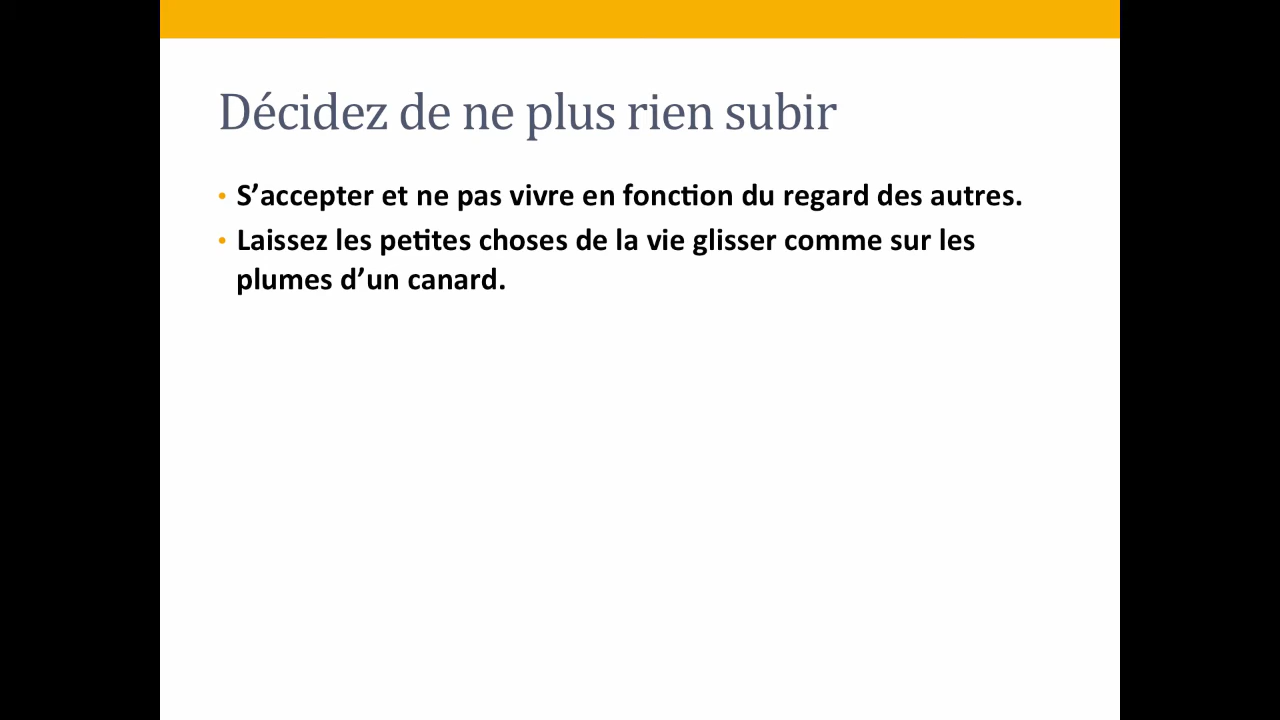 Décidez de ne plus rien subir
• S’accepter et ne pas vivre en fonction du regard des autres.
• Laissez les petites choses de la vie glisser comme sur les
plumes d’un canard.